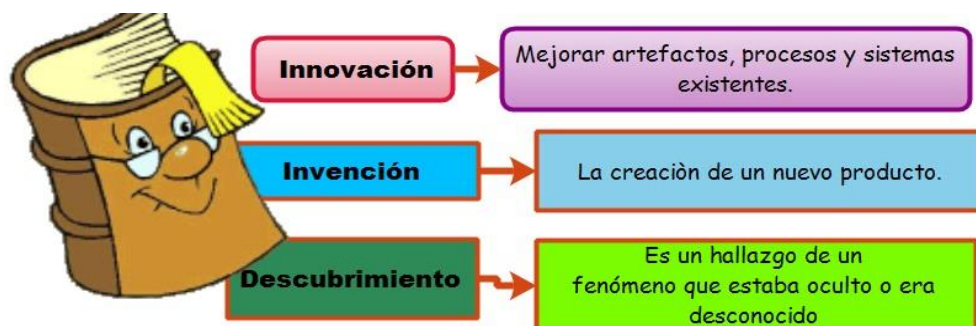 Innovación
Mejorar artefactos, procesos y sistemas
existentes.
Invención
La creaciòn de un nuevo producto.
Descubrimiento
Es un hallazgo de un
fenómeno que estaba oculto o era
desconocido